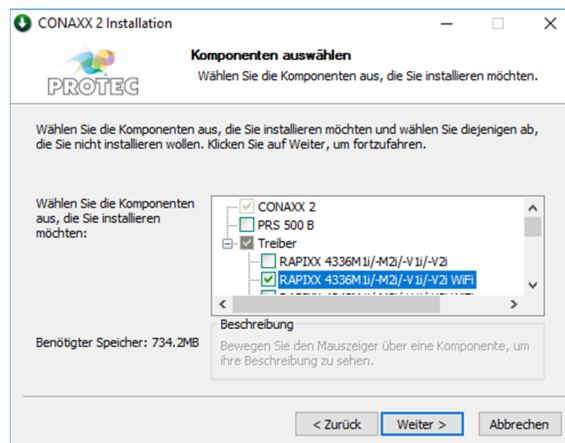 CONAXX 2 Installation
PROTEC
Komponenten auswählen
Wählen Sie die Komponenten aus, die Sie installieren möchten.
Wählen Sie die Komponenten aus, die Sie installieren möchten und wählen Sie diejenigen ab,
die Sie nicht installieren wollen. Klicken Sie auf Weiter, um fortzufahren.
Wählen Sie die Komponenten
aus, die Sie installieren
möchten:
CONAXX 2
PRS 500 B
Treiber
RAPIXX 4336M1i/-M2i/-V1i/-V2i
RAPIXX 4336M1i/-M2i/-V1i/-V2i WiFi
Benötigter Speicher: 734.2MB
Beschreibung
Bewegen Sie den Mauszeiger über eine Komponente, um
ihre Beschreibung zu sehen.
< Zurück
Weiter >
Abbrechen